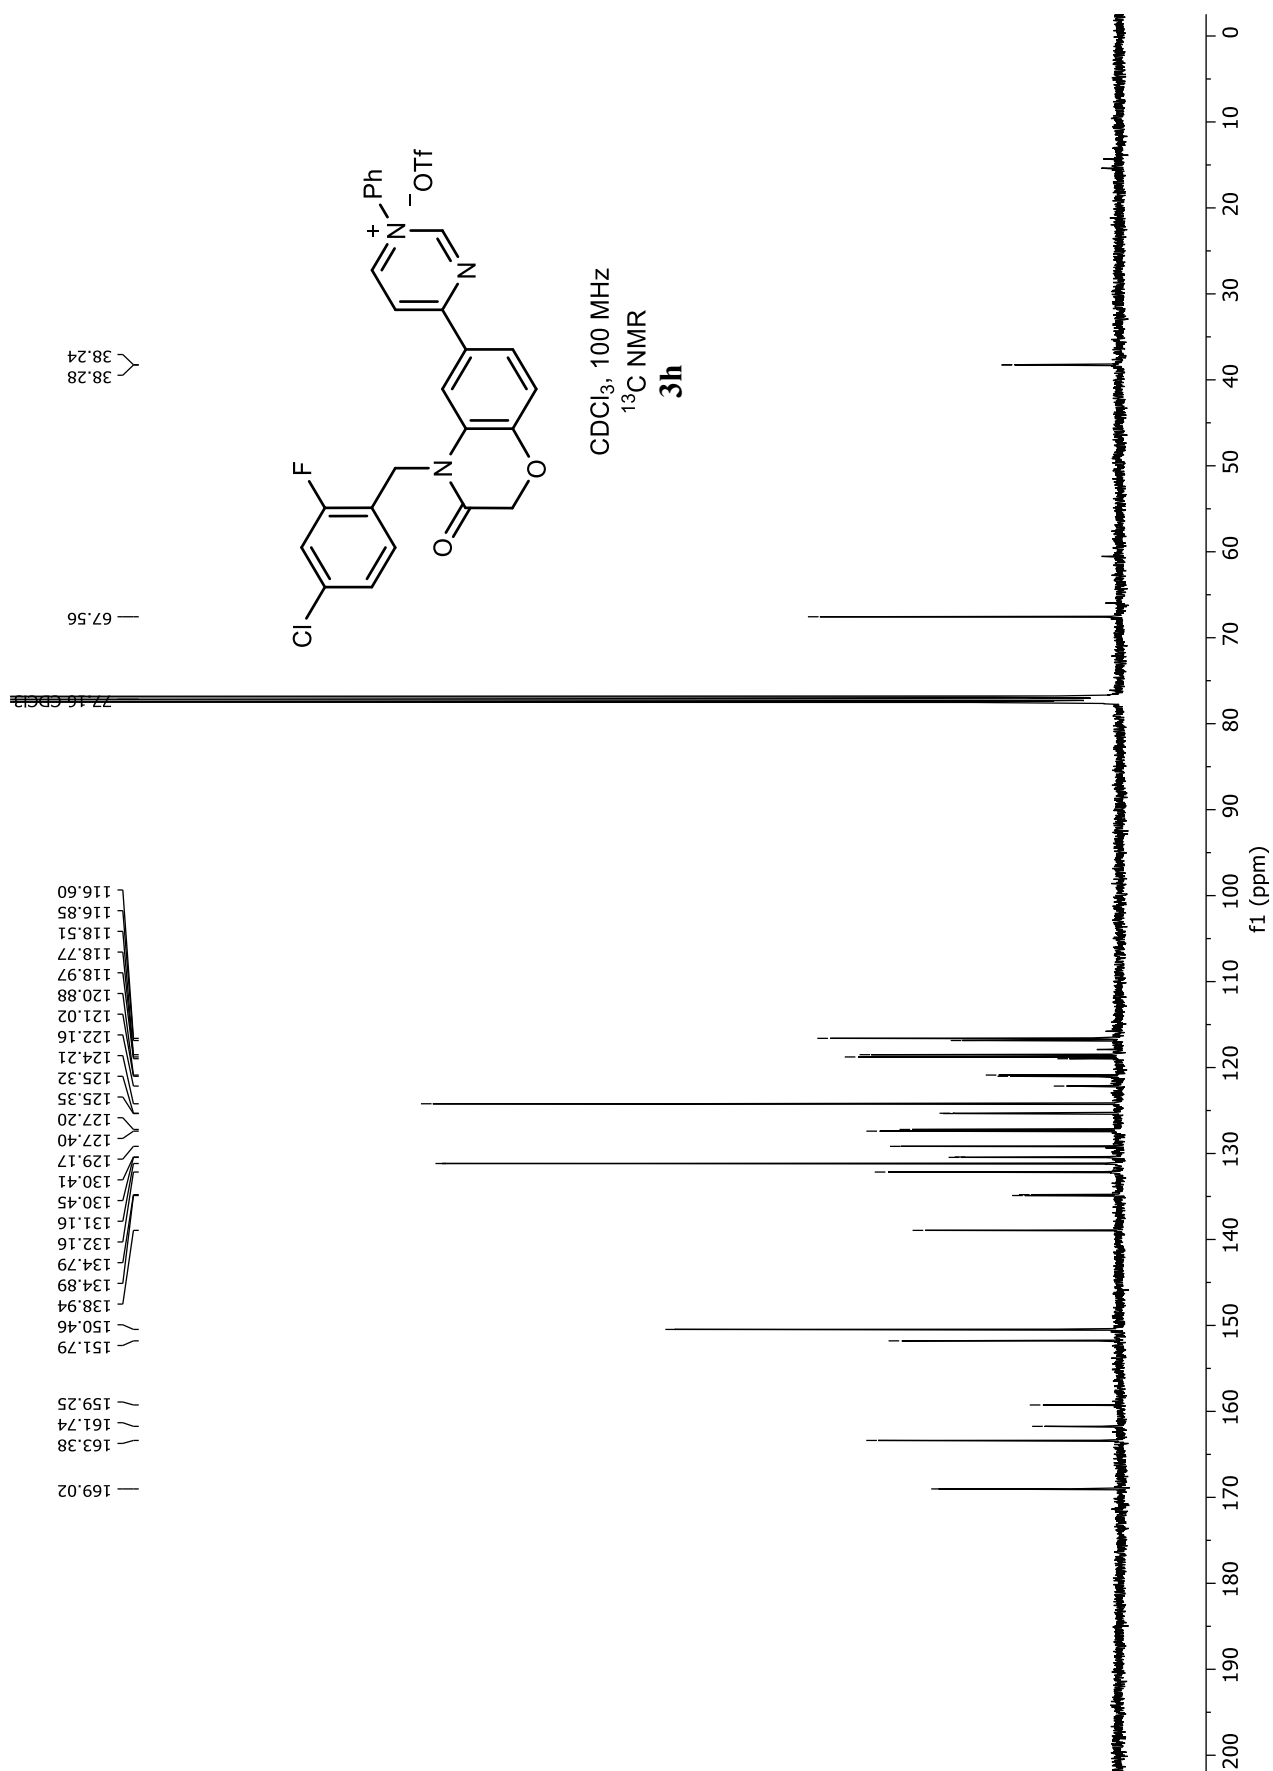 169.02
163.38
161.74
159.25
151.79
150.46
138.94
134.89
134.79
132.16
131.16
130.45
130.41
129.17
127.40
127.20
125.35
125.32
124.21
122.16
121.02
120.88
118.97
118.77
118.51
116.85
116.60
77.16 CDCl3
67.56
38.28
38.24
Cl
F
O
N
O
N
N
+
Ph
−OTf
CDCl₃, 100 MHz
¹³C NMR
3h
200 190 180 170 160 150 140 130 120 110 100 90 80 70 60 50 40 30 20 10 0
f1 (ppm)